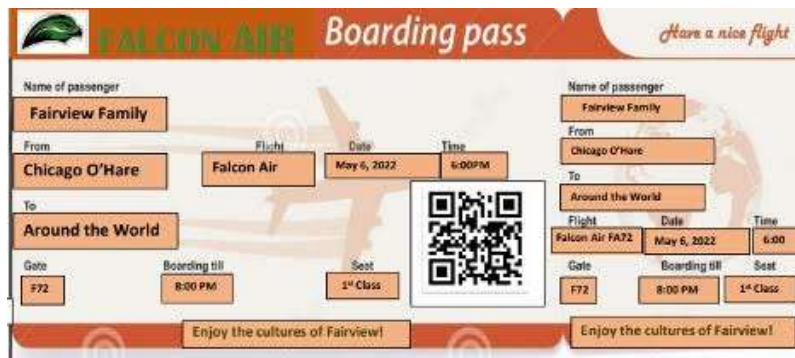 FALCON AIR Boarding pass Have a nice flight
Name of passenger
Fairview Family
From Flight Date Time
Chicago O'Hare Falcon Air May 6, 2022 6:00PM
To
Around the World
Gate Boarding till Seat
F72 8:00 PM 1st Class
Enjoy the cultures of Fairview!
Name of passenger
Fairview Family
From
Chicago O'Hare
To
Around the World
Flight Date Time
Falcon Air FA72 May 6, 2022 6:00
Gate Boarding till Seat
F72 8:00 PM 1st Class
Enjoy the cultures of Fairview!